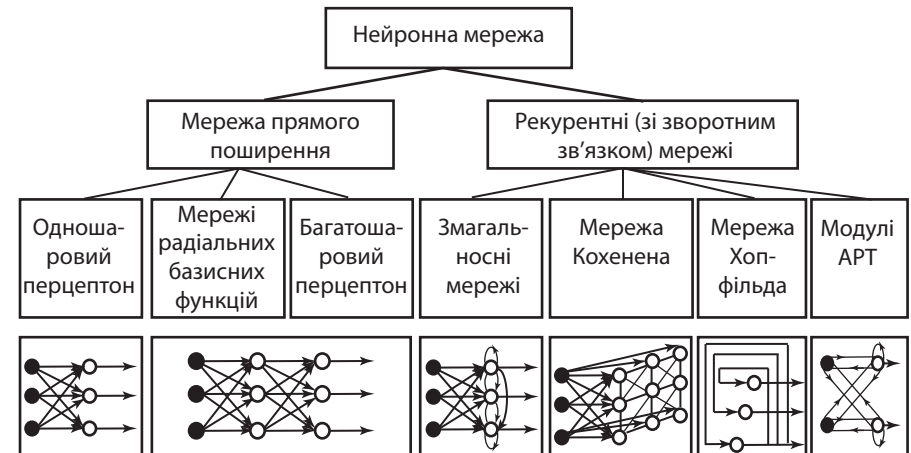 Нейронна мережа
Мережа прямого
поширення
Рекурентні (зі зворотним
зв'язком) мережі
Одноша-
ровий
перцептон
Мережі
радіальних
базисних
функцій
Багатоша-
ровий
перцептон
Змагаль-
носні
мережі
Мережа
Кохенена
Мережа
Хоп-
фільда
Модулі
АРТ